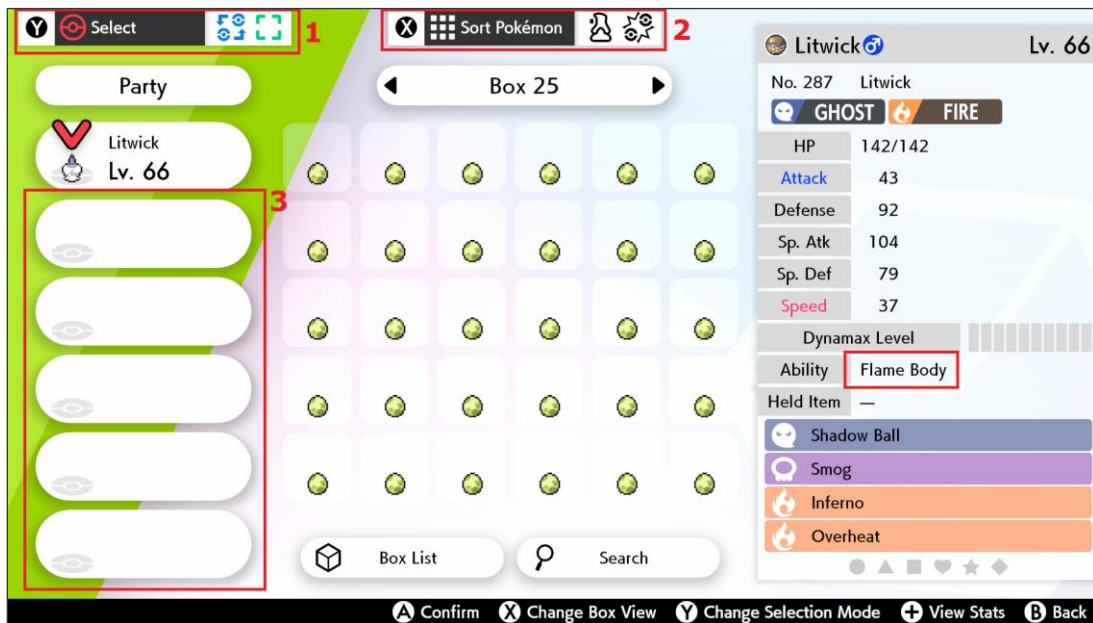 Y Select 1
X Sort Pokémon 2
Party
Litwick
Lv. 66
3
Box 25
Box List
Search
Litwick♂ Lv. 66
No. 287 Litwick
GHOST FIRE
HP 142/142
Attack 43
Defense 92
Sp. Atk 104
Sp. Def 79
Speed 37
Dynamax Level
Ability Flame Body
Held Item —
Shadow Ball
Smog
Inferno
Overheat
A Confirm X Change Box View Y Change Selection Mode + View Stats B Back